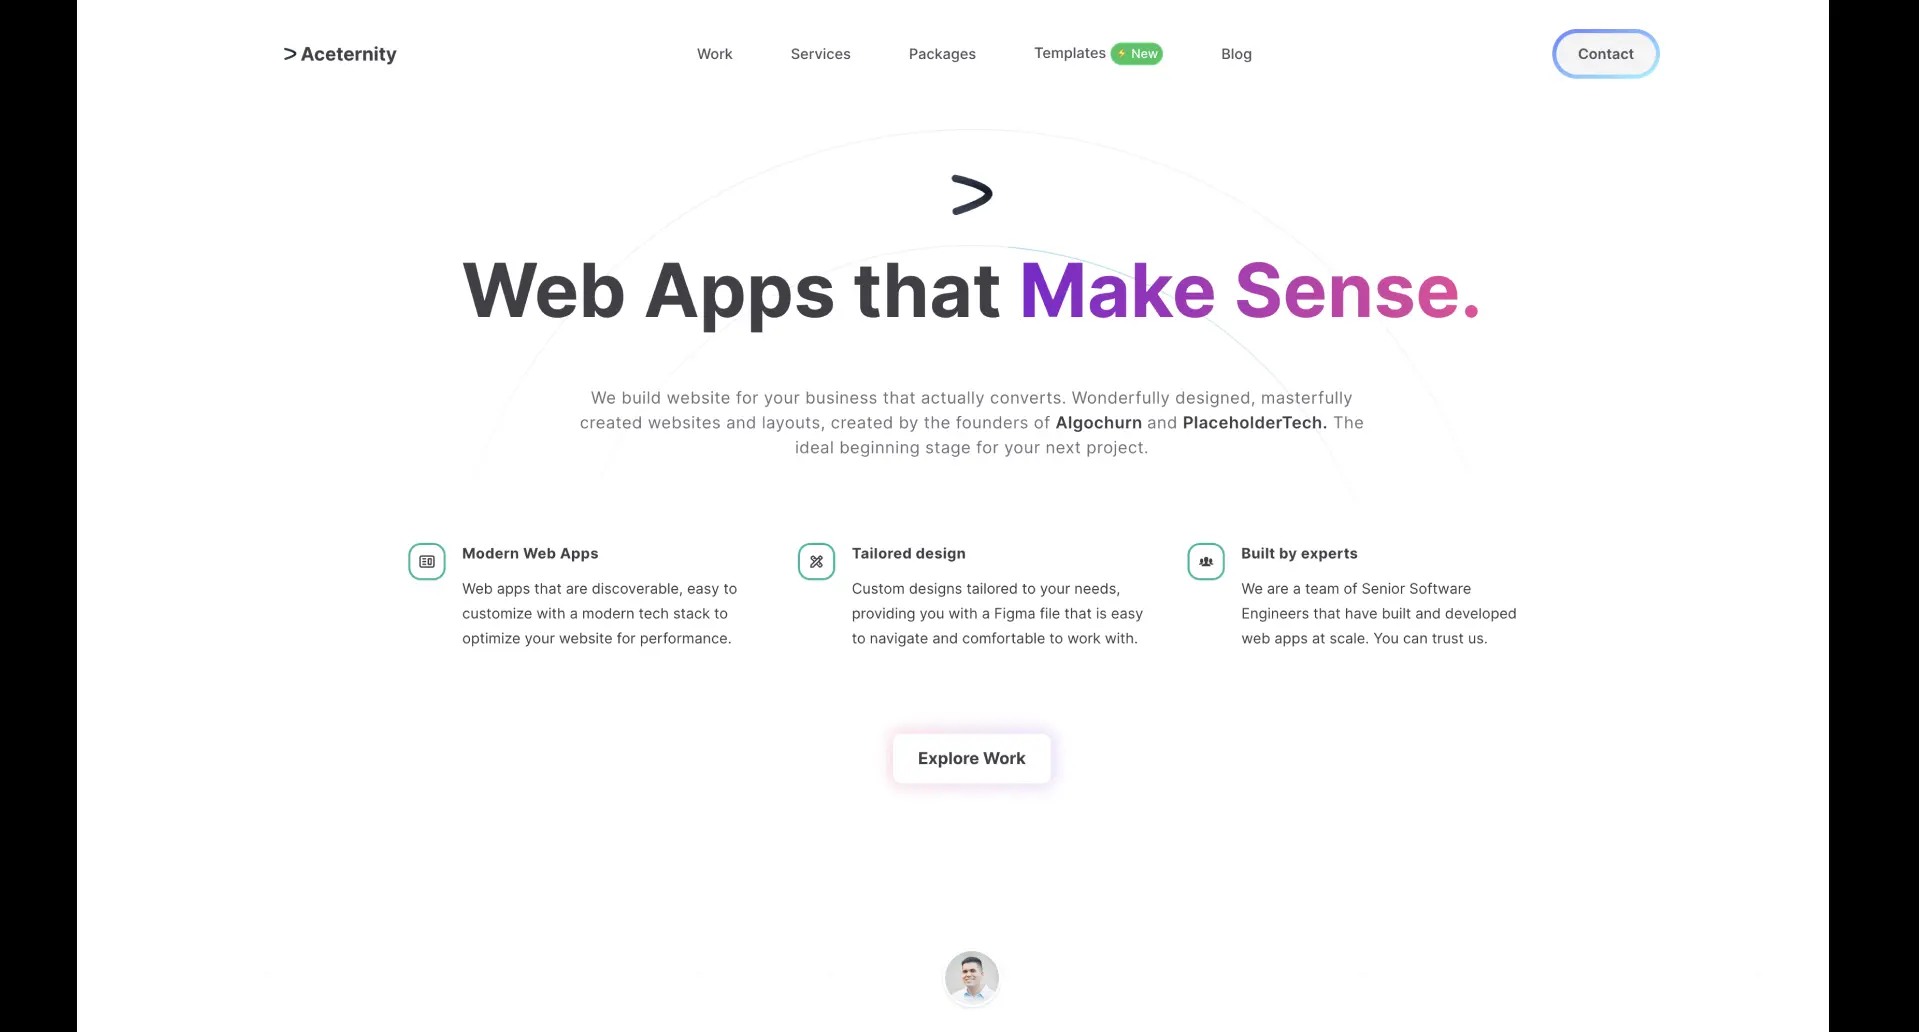 > Aceternity
Work
Services
Packages
Templates ⚡ New
Blog
Contact
>
Web Apps that Make Sense.
We build website for your business that actually converts. Wonderfully designed, masterfully
created websites and layouts, created by the founders of Algochurn and PlaceholderTech. The
ideal beginning stage for your next project.
Modern Web Apps
Web apps that are discoverable, easy to
customize with a modern tech stack to
optimize your website for performance.
Tailored design
Custom designs tailored to your needs,
providing you with a Figma file that is easy
to navigate and comfortable to work with.
Built by experts
We are a team of Senior Software
Engineers that have built and developed
web apps at scale. You can trust us.
Explore Work